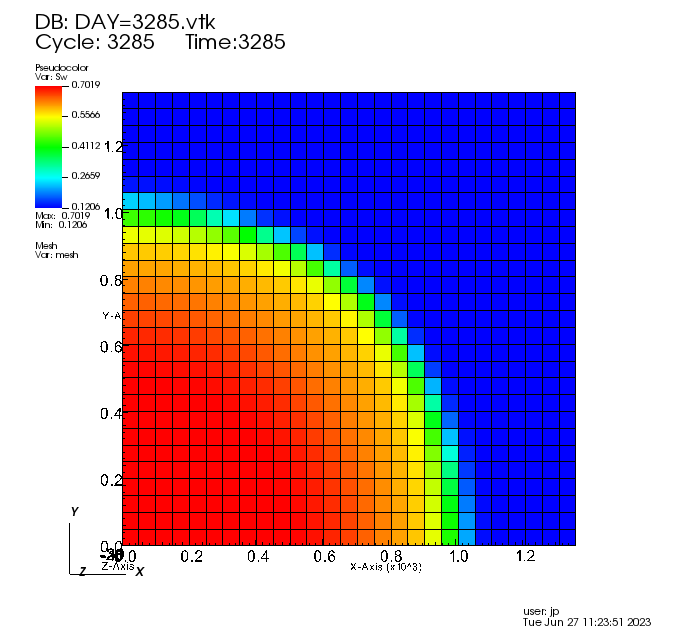 DB: DAY=3285.vtk
Cycle: 3285 Time:3285
Pseudocolor
Var: Sw
0.7019
0.5566
0.4112
0.2659
0.1206
Max: 0.7019
Min: 0.1206
Mesh
Var: mesh
1.2
1.0
0.8
Y-A
0.6
0.4
0.2
0.0
0.0 0.2 0.4 0.6 0.8 1.0 1.2
Z-Axis
X-Axis (x10^3)
Y
Z X
user: jp
Tue Jun 27 11:23:51 2023